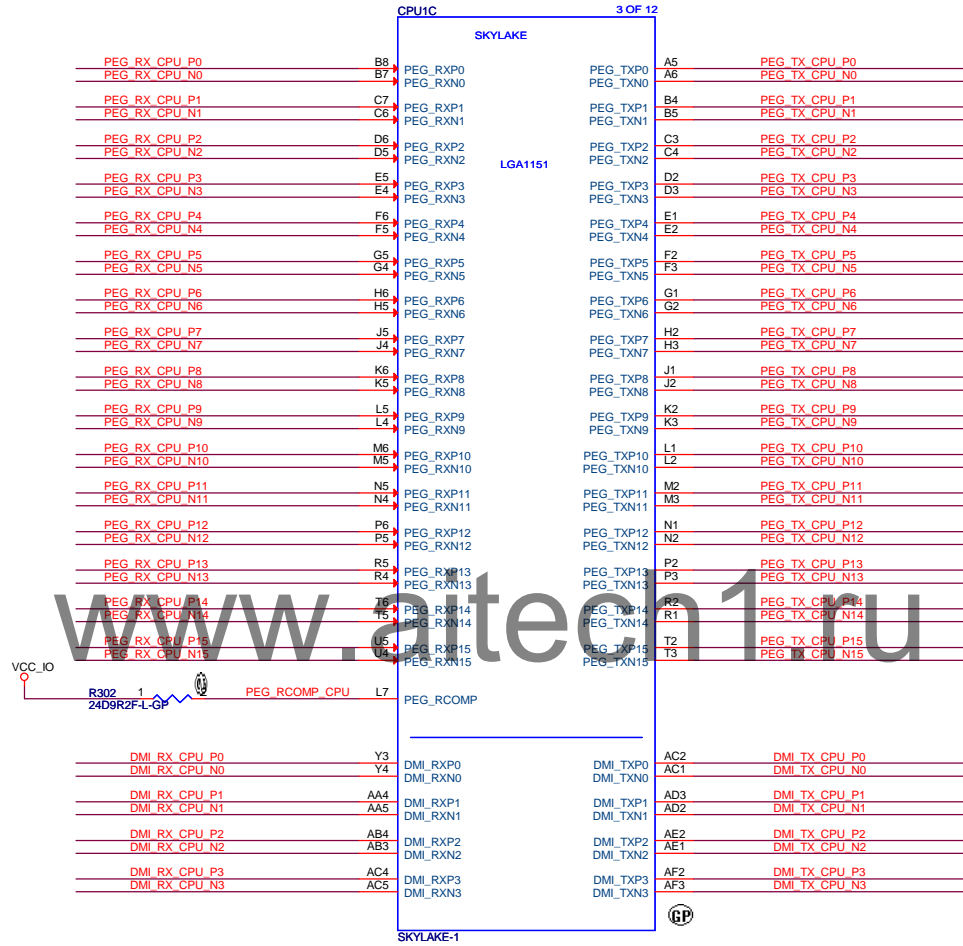 CPU1C 3 OF 12
SKYLAKE
PEG_RX_CPU_P0 B8 PEG_RXP0 PEG_TXP0 A5 PEG_TX_CPU_P0
PEG_RX_CPU_N0 B7 PEG_RXN0 PEG_TXN0 A6 PEG_TX_CPU_N0
PEG_RX_CPU_P1 C7 PEG_RXP1 PEG_TXP1 B4 PEG_TX_CPU_P1
PEG_RX_CPU_N1 C6 PEG_RXN1 PEG_TXN1 B5 PEG_TX_CPU_N1
PEG_RX_CPU_P2 D6 PEG_RXP2 PEG_TXP2 C3 PEG_TX_CPU_P2
PEG_RX_CPU_N2 D5 PEG_RXN2 PEG_TXN2 C4 PEG_TX_CPU_N2
LGA1151
PEG_RX_CPU_P3 E5 PEG_RXP3 PEG_TXP3 D2 PEG_TX_CPU_P3
PEG_RX_CPU_N3 E4 PEG_RXN3 PEG_TXN3 D3 PEG_TX_CPU_N3
PEG_RX_CPU_P4 F6 PEG_RXP4 PEG_TXP4 E1 PEG_TX_CPU_P4
PEG_RX_CPU_N4 F5 PEG_RXN4 PEG_TXN4 E2 PEG_TX_CPU_N4
PEG_RX_CPU_P5 G5 PEG_RXP5 PEG_TXP5 F2 PEG_TX_CPU_P5
PEG_RX_CPU_N5 G4 PEG_RXN5 PEG_TXN5 F3 PEG_TX_CPU_N5
PEG_RX_CPU_P6 H6 PEG_RXP6 PEG_TXP6 G1 PEG_TX_CPU_P6
PEG_RX_CPU_N6 H5 PEG_RXN6 PEG_TXN6 G2 PEG_TX_CPU_N6
PEG_RX_CPU_P7 J5 PEG_RXP7 PEG_TXP7 H2 PEG_TX_CPU_P7
PEG_RX_CPU_N7 J4 PEG_RXN7 PEG_TXN7 H3 PEG_TX_CPU_N7
PEG_RX_CPU_P8 K6 PEG_RXP8 PEG_TXP8 J1 PEG_TX_CPU_P8
PEG_RX_CPU_N8 K5 PEG_RXN8 PEG_TXN8 J2 PEG_TX_CPU_N8
PEG_RX_CPU_P9 L5 PEG_RXP9 PEG_TXP9 K2 PEG_TX_CPU_P9
PEG_RX_CPU_N9 L4 PEG_RXN9 PEG_TXN9 K3 PEG_TX_CPU_N9
PEG_RX_CPU_P10 M6 PEG_RXP10 PEG_TXP10 L1 PEG_TX_CPU_P10
PEG_RX_CPU_N10 M5 PEG_RXN10 PEG_TXN10 L2 PEG_TX_CPU_N10
PEG_RX_CPU_P11 N5 PEG_RXP11 PEG_TXP11 M2 PEG_TX_CPU_P11
PEG_RX_CPU_N11 N4 PEG_RXN11 PEG_TXN11 M3 PEG_TX_CPU_N11
PEG_RX_CPU_P12 P6 PEG_RXP12 PEG_TXP12 N1 PEG_TX_CPU_P12
PEG_RX_CPU_N12 P5 PEG_RXN12 PEG_TXN12 N2 PEG_TX_CPU_N12
PEG_RX_CPU_P13 R5 PEG_RXP13 PEG_TXP13 P2 PEG_TX_CPU_P13
PEG_RX_CPU_N13 R4 PEG_RXN13 PEG_TXN13 P3 PEG_TX_CPU_N13
PEG_RX_CPU_P14 T6 PEG_RXP14 PEG_TXP14 R2 PEG_TX_CPU_P14
PEG_RX_CPU_N14 T5 PEG_RXN14 PEG_TXN14 R1 PEG_TX_CPU_N14
www.aitech1.ru
PEG_RX_CPU_P15 U5 PEG_RXP15 PEG_TXP15 T2 PEG_TX_CPU_P15
PEG_RX_CPU_N15 U4 PEG_RXN15 PEG_TXN15 T3 PEG_TX_CPU_N15
VCC_IO
R302 1 2 PEG_RCOMP_CPU L7 PEG_RCOMP
24D9R2F-L-GP
DMI_RX_CPU_P0 Y3 DMI_RXP0 DMI_TXP0 AC2 DMI_TX_CPU_P0
DMI_RX_CPU_N0 Y4 DMI_RXN0 DMI_TXN0 AC1 DMI_TX_CPU_N0
DMI_RX_CPU_P1 AA4 DMI_RXP1 DMI_TXP1 AD3 DMI_TX_CPU_P1
DMI_RX_CPU_N1 AA5 DMI_RXN1 DMI_TXN1 AD2 DMI_TX_CPU_N1
DMI_RX_CPU_P2 AB4 DMI_RXP2 DMI_TXP2 AE2 DMI_TX_CPU_P2
DMI_RX_CPU_N2 AB3 DMI_RXN2 DMI_TXN2 AE1 DMI_TX_CPU_N2
DMI_RX_CPU_P3 AC4 DMI_RXP3 DMI_TXP3 AF2 DMI_TX_CPU_P3
DMI_RX_CPU_N3 AC5 DMI_RXN3 DMI_TXN3 AF3 DMI_TX_CPU_N3
GP
SKYLAKE-1